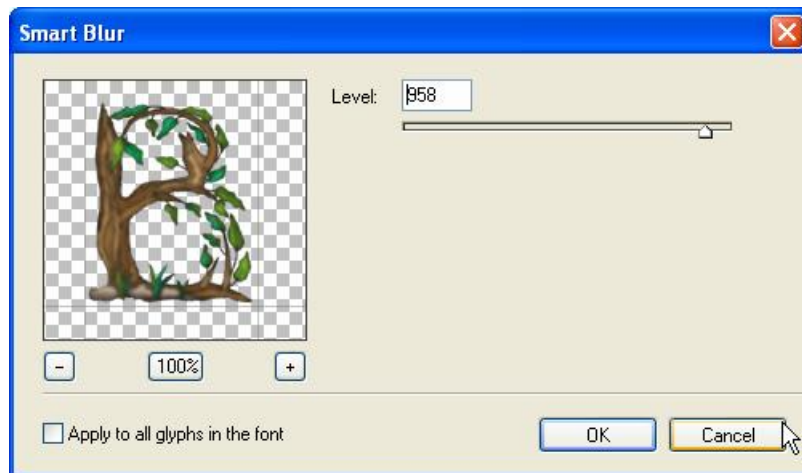 Smart Blur
Level: 958
- 100% +
Apply to all glyphs in the font
OK Cancel